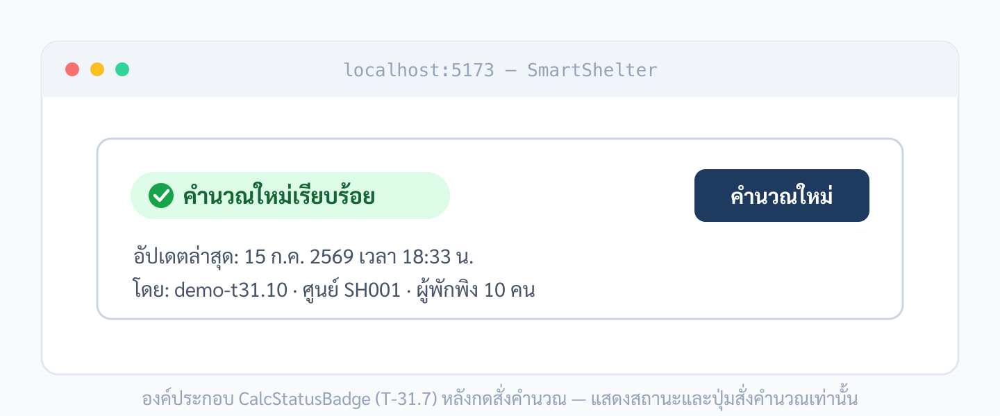 localhost:5173 — SmartShelter
คำนวณใหม่เรียบร้อย
คำนวณใหม่
อัปเดตล่าสุด: 15 ก.ค. 2569 เวลา 18:33 น.
โดย: demo-t31.10 · ศูนย์ SH001 · ผู้พักพิง 10 คน
องค์ประกอบ CalcStatusBadge (T-31.7) หลังกดสั่งคำนวณ — แสดงสถานะและปุ่มสั่งคำนวณเท่านั้น